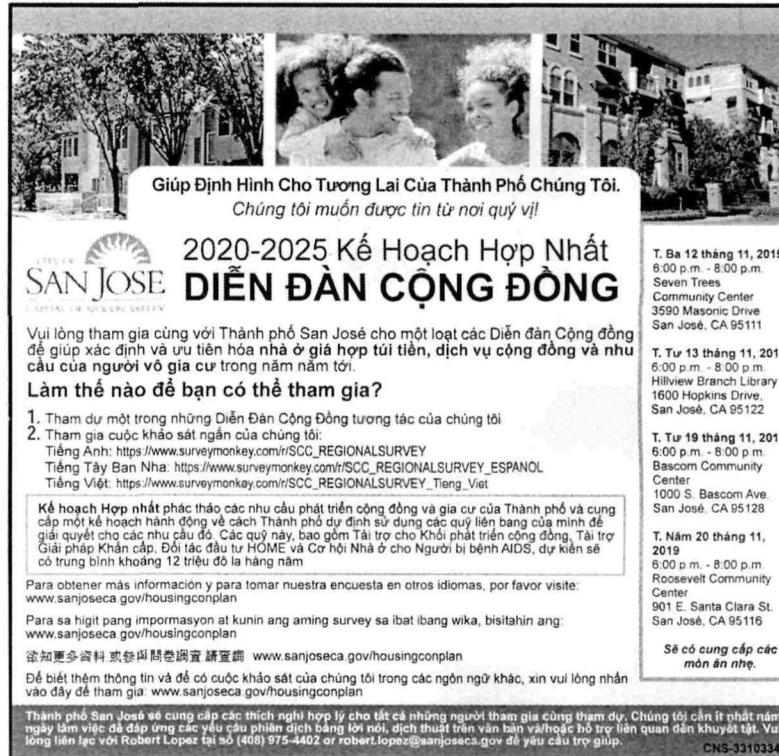 Giúp Định Hình Cho Tương Lai Của Thành Phố Chúng Tôi.
Chúng tôi muốn được tin từ nơi quý vị!
CITY OF
SAN JOSE
CAPITAL OF SILICON VALLEY
2020-2025 Kế Hoạch Hợp Nhất
DIỄN ĐÀN CỘNG ĐỒNG
Vui lòng tham gia cùng với Thành phố San José cho một loạt các Diễn đàn Cộng đồng
để giúp xác định và ưu tiên hóa nhà ở giá hợp túi tiền, dịch vụ cộng đồng và nhu
cầu của người vô gia cư trong năm năm tới.
Làm thế nào để bạn có thể tham gia?
1. Tham dự một trong những Diễn Đàn Cộng Đồng tương tác của chúng tôi
2. Tham gia cuộc khảo sát ngắn của chúng tôi:
Tiếng Anh: https://www.surveymonkey.com/r/SCC_REGIONALSURVEY
Tiếng Tây Ban Nha: https://www.surveymonkey.com/r/SCC_REGIONALSURVEY_ESPANOL
Tiếng Việt: https://www.surveymonkey.com/r/SCC_REGIONALSURVEY_Tieng_Viet
Kế hoạch Hợp nhất phác thảo các nhu cầu phát triển cộng đồng và gia cư của Thành phố và cung
cấp một kế hoạch hành động về cách Thành phố dự định sử dụng các quỹ liên bang của mình để
giải quyết cho các nhu cầu đó. Các quỹ này, bao gồm Tài trợ cho Khối phát triển cộng đồng, Tài trợ
Giải pháp Khẩn cấp, Đối tác đầu tư HOME và Cơ hội Nhà ở cho Người bị bệnh AIDS, dự kiến sẽ
có trung bình khoảng 12 triệu đô la hàng năm
Para obtener más información y para tomar nuestra encuesta en otros idiomas, por favor visite:
www.sanjoseca.gov/housingconplan
Para sa higit pang impormasyon at kunin ang aming survey sa ibat ibang wika, bisitahin ang:
www.sanjoseca.gov/housingconplan
欲知更多資料 或參與問卷調查 請查閱 www.sanjoseca.gov/housingconplan
Để biết thêm thông tin và để có cuộc khảo sát của chúng tôi trong các ngôn ngữ khác, xin vui lòng nhấn
vào đây để tham gia: www.sanjoseca.gov/housingconplan
T. Ba 12 tháng 11, 2019
6:00 p.m. - 8:00 p.m.
Seven Trees
Community Center
3590 Masonic Drive
San José, CA 95111
T. Tư 13 tháng 11, 201
6:00 p.m. - 8:00 p.m.
Hillview Branch Library
1600 Hopkins Drive,
San José, CA 95122
T. Tư 19 tháng 11, 201
6:00 p.m. - 8:00 p.m.
Bascom Community
Center
1000 S. Bascom Ave.
San José, CA 95128
T. Năm 20 tháng 11,
2019
6:00 p.m. - 8:00 p.m.
Roosevelt Community
Center
901 E. Santa Clara St.
San José, CA 95116
Sẽ có cung cấp các
món ăn nhẹ.
Thành phố San José sẽ cung cấp các thích nghi hợp lý cho tất cả những người tham gia cùng tham dự. Chúng tôi cần ít nhất năm
ngày làm việc để đáp ứng các yêu cầu phiên dịch bằng lời nói, dịch thuật trên văn bản và/hoặc hỗ trợ liên quan đến khuyết tật. Vui
lòng liên lạc với Robert Lopez tại số (408) 975-4402 or robert.lopez@sanjoseca.gov để yêu cầu trợ giúp.
CNS-331033